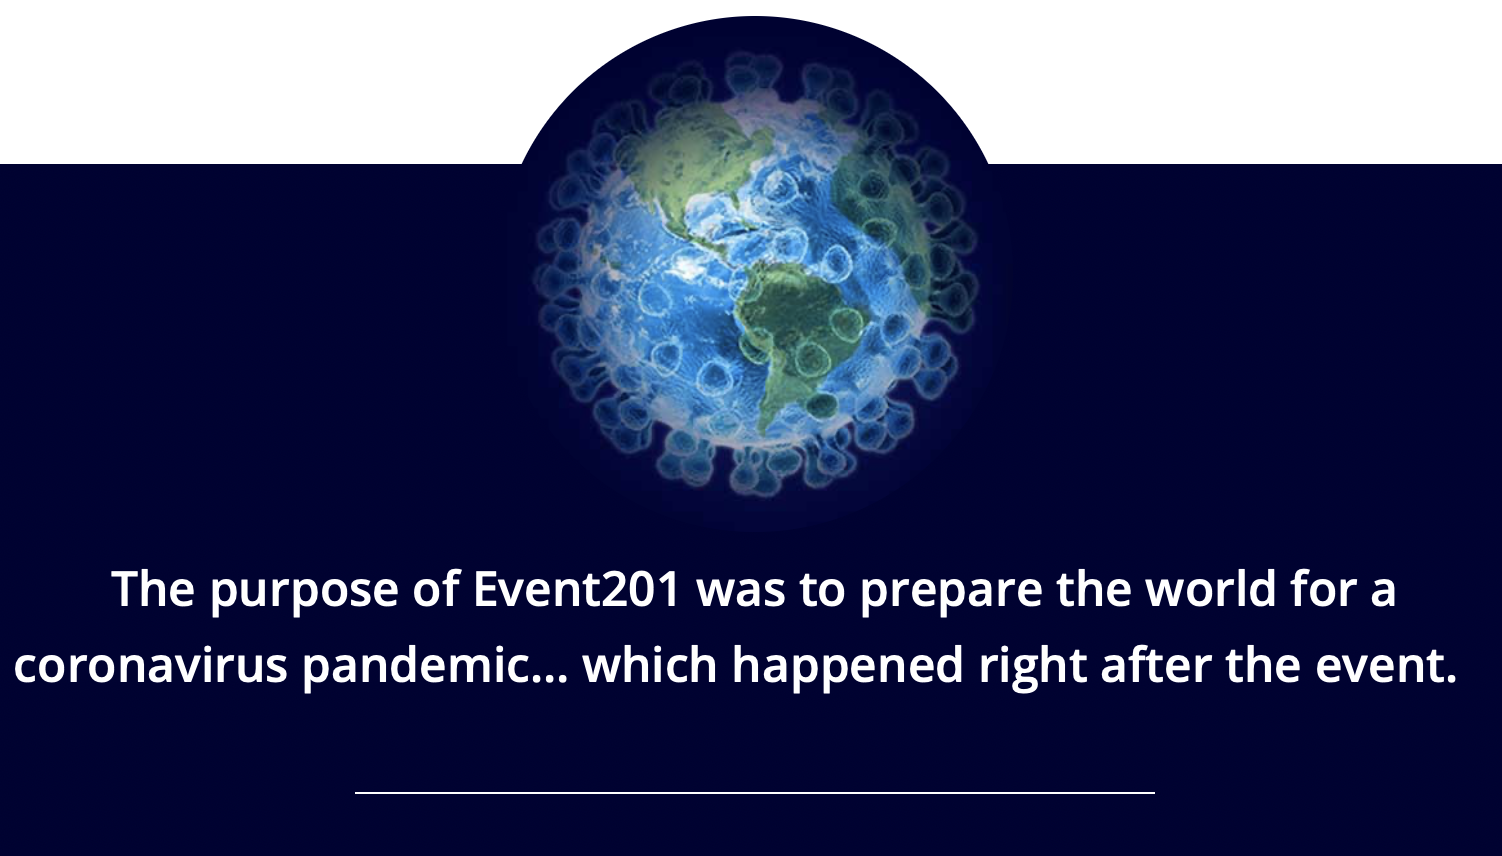 The purpose of Event201 was to prepare the world for a
coronavirus pandemic... which happened right after the event.